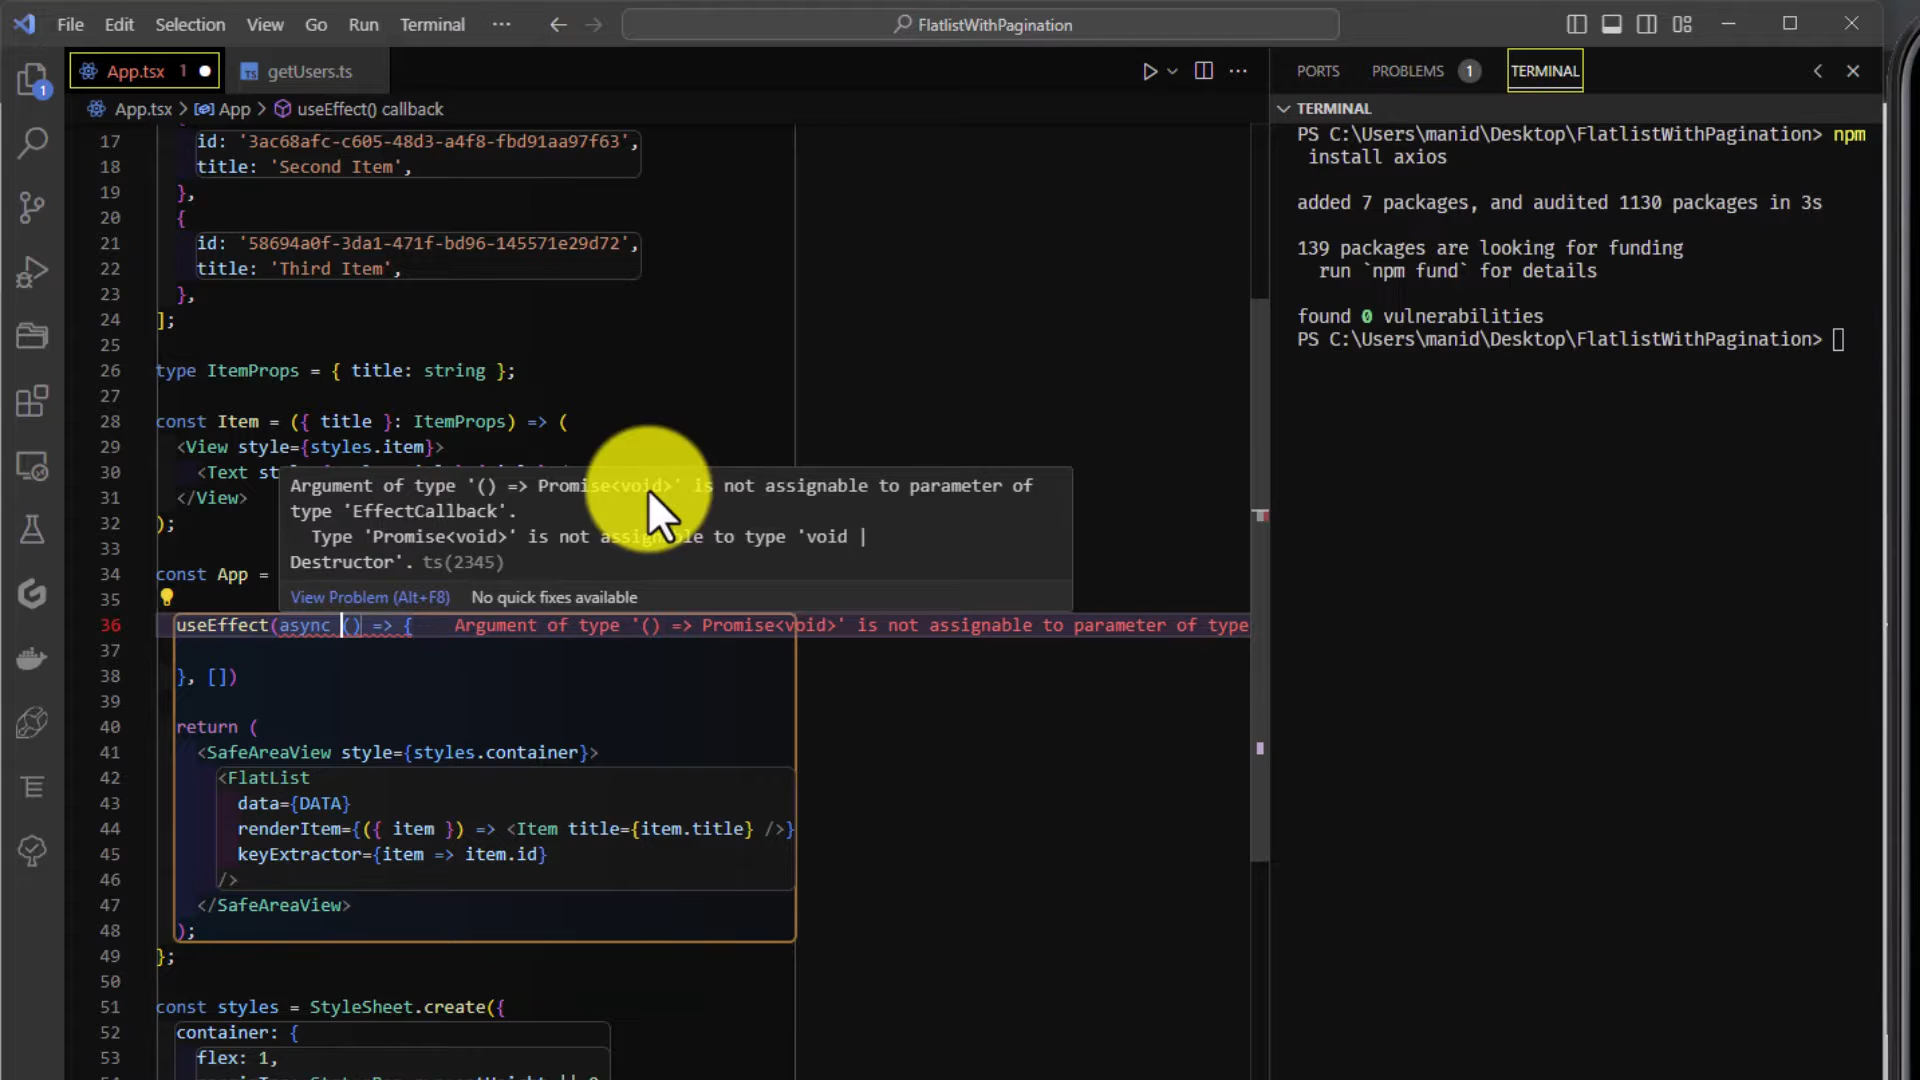 File Edit Selection View Go Run Terminal ··· FlatlistWithPagination
App.tsx 1 TS getUsers.ts
PORTS PROBLEMS 1 TERMINAL
App.tsx > App > useEffect() callback
TERMINAL
17 id: '3ac68afc-c605-48d3-a4f8-fbd91aa97f63',
18 title: 'Second Item',
19 },
20 {
21 id: '58694a0f-3da1-471f-bd96-145571e29d72',
22 title: 'Third Item',
23 },
24 ];
25
26 type ItemProps = { title: string };
27
28 const Item = ({ title }: ItemProps) => (
29 <View style={styles.item}>
30 <Text st
31 </View>
32 );
33
34 const App =
35
Argument of type '() => Promise<void>' is not assignable to parameter of
type 'EffectCallback'.
Type 'Promise<void>' is not assignable to type 'void |
Destructor'. ts(2345)
View Problem (Alt+F8) No quick fixes available
36 useEffect(async () => { Argument of type '() => Promise<void>' is not assignable to parameter of type
37
38 }, [])
39
40 return (
41 <SafeAreaView style={styles.container}>
42 <FlatList
43 data={DATA}
44 renderItem={({ item }) => <Item title={item.title} />}
45 keyExtractor={item => item.id}
46 />
47 </SafeAreaView>
48 );
49 };
50
51 const styles = StyleSheet.create({
52 container: {
53 flex: 1,
PS C:\Users\manid\Desktop\FlatlistWithPagination> npm
install axios
added 7 packages, and audited 1130 packages in 3s
139 packages are looking for funding
run `npm fund` for details
found 0 vulnerabilities
PS C:\Users\manid\Desktop\FlatlistWithPagination>
1